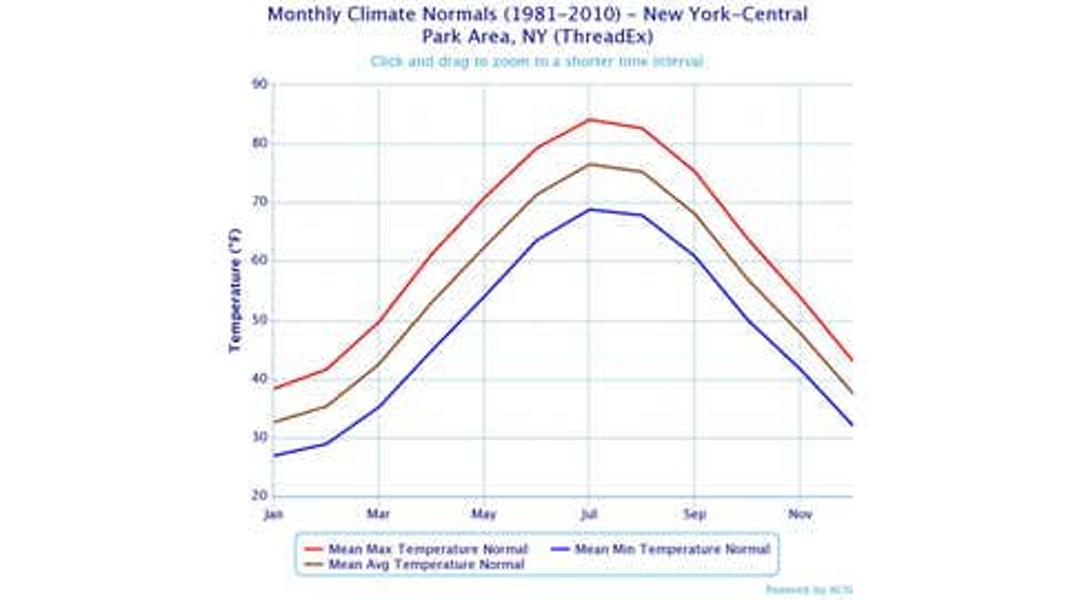 Monthly Climate Normals (1981-2010) - New York-Central
Park Area, NY (ThreadEx)
Click and drag to zoom to a shorter time interval
90
80
70
60
50
40
30
20
Temperature (°F)
Jan Mar May Jul Sep Nov
Mean Max Temperature Normal Mean Min Temperature Normal
Mean Avg Temperature Normal
Powered by